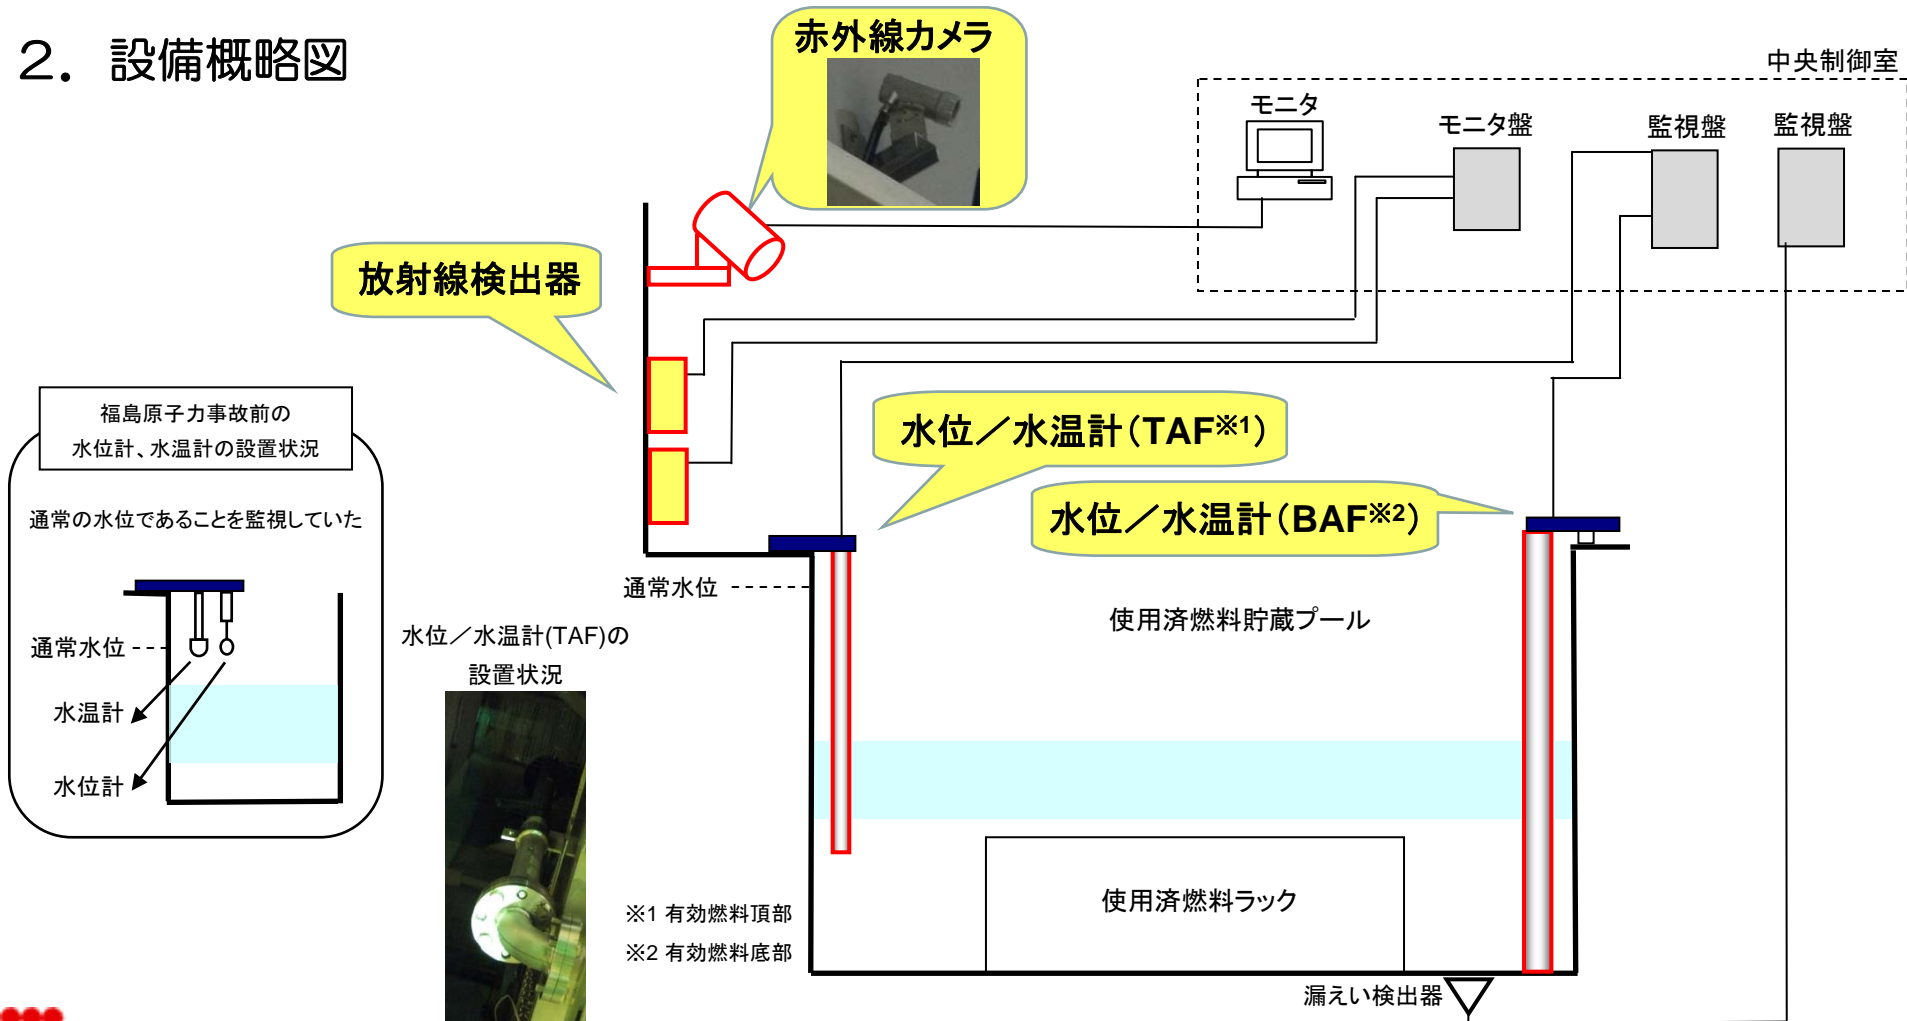 ２．設備概略図
赤外線カメラ
中央制御室
モニタ
モニタ盤
監視盤
監視盤
放射線検出器
福島原子力事故前の
水位計、水温計の設置状況
通常の水位であることを監視していた
通常水位
水温計
水位計
水位／水温計（TAF※1）
水位／水温計（BAF※2）
通常水位
使用済燃料貯蔵プール
水位／水温計(TAF)の
設置状況
使用済燃料ラック
※1 有効燃料頂部
※2 有効燃料底部
漏えい検出器